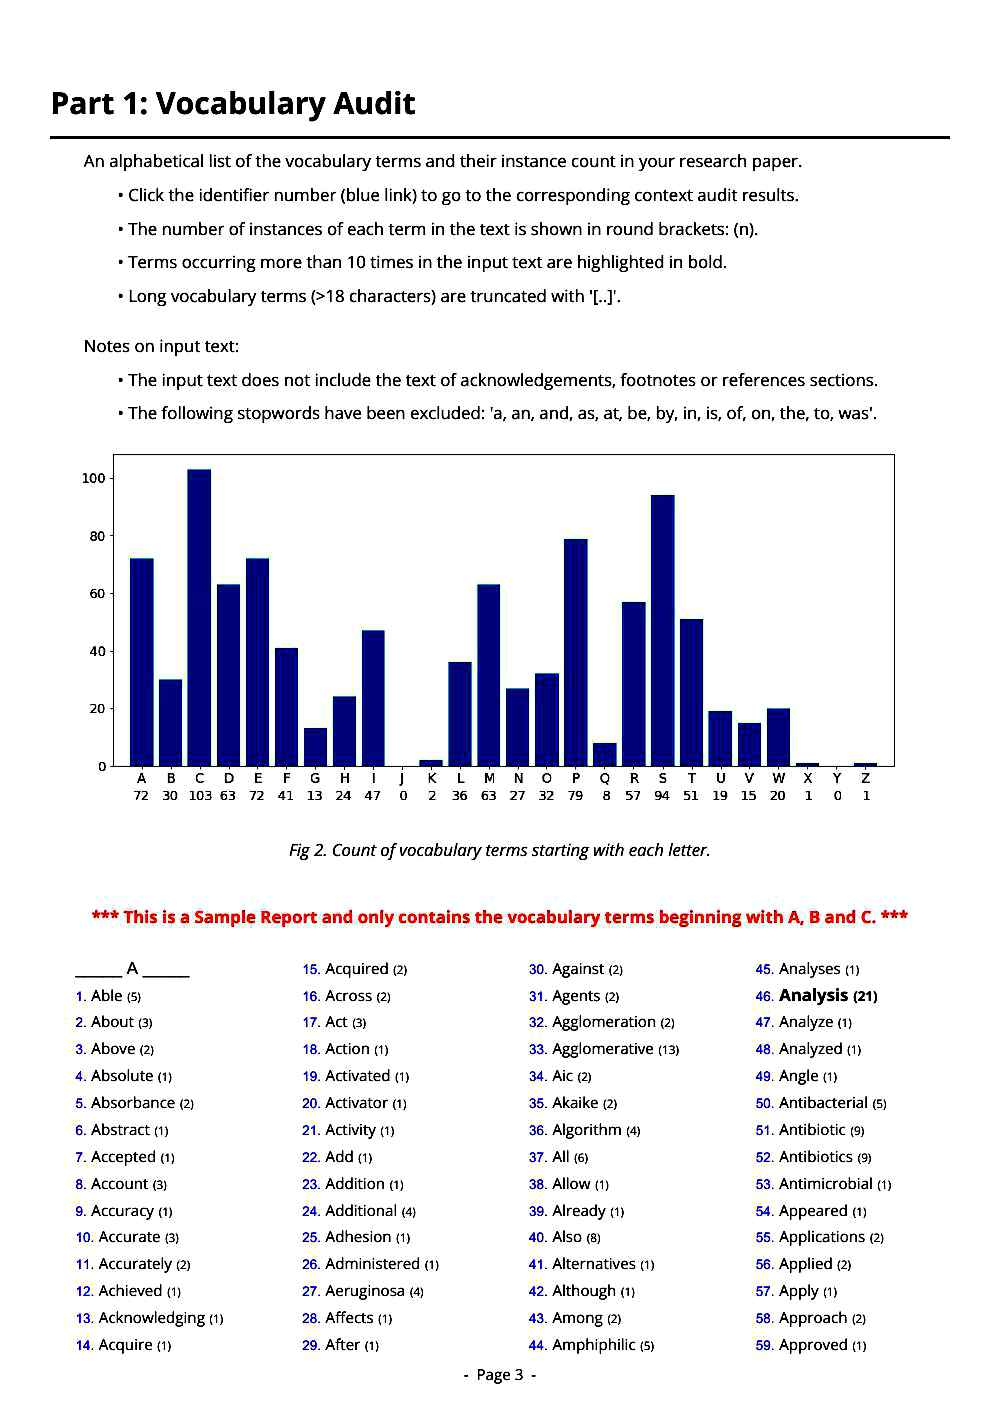 Part 1: Vocabulary Audit
An alphabetical list of the vocabulary terms and their instance count in your research paper.
• Click the identifier number (blue link) to go to the corresponding context audit results.
• The number of instances of each term in the text is shown in round brackets: (n).
• Terms occurring more than 10 times in the input text are highlighted in bold.
• Long vocabulary terms (>18 characters) are truncated with '[..]'.
Notes on input text:
• The input text does not include the text of acknowledgements, footnotes or references sections.
• The following stopwords have been excluded: 'a, an, and, as, at, be, by, in, is, of, on, the, to, was'.
100
80
60
40
20
0
A B C D E F G H I J K L M N O P Q R S T U V W X Y Z
72 30 103 63 72 41 13 24 47 0 2 36 63 27 32 79 8 57 94 51 19 15 20 1 0 1
Fig 2. Count of vocabulary terms starting with each letter.
*** This is a Sample Report and only contains the vocabulary terms beginning with A, B and C. ***
______ A ______
1. Able (5)
2. About (3)
3. Above (2)
4. Absolute (1)
5. Absorbance (2)
6. Abstract (1)
7. Accepted (1)
8. Account (3)
9. Accuracy (1)
10. Accurate (3)
11. Accurately (2)
12. Achieved (1)
13. Acknowledging (1)
14. Acquire (1)
15. Acquired (2)
16. Across (2)
17. Act (3)
18. Action (1)
19. Activated (1)
20. Activator (1)
21. Activity (1)
22. Add (1)
23. Addition (1)
24. Additional (4)
25. Adhesion (1)
26. Administered (1)
27. Aeruginosa (4)
28. Affects (1)
29. After (1)
30. Against (2)
31. Agents (2)
32. Agglomeration (2)
33. Agglomerative (13)
34. Aic (2)
35. Akaike (2)
36. Algorithm (4)
37. All (6)
38. Allow (1)
39. Already (1)
40. Also (8)
41. Alternatives (1)
42. Although (1)
43. Among (2)
44. Amphiphilic (5)
45. Analyses (1)
46. Analysis (21)
47. Analyze (1)
48. Analyzed (1)
49. Angle (1)
50. Antibacterial (5)
51. Antibiotic (9)
52. Antibiotics (9)
53. Antimicrobial (1)
54. Appeared (1)
55. Applications (2)
56. Applied (2)
57. Apply (1)
58. Approach (2)
59. Approved (1)
- Page 3 -